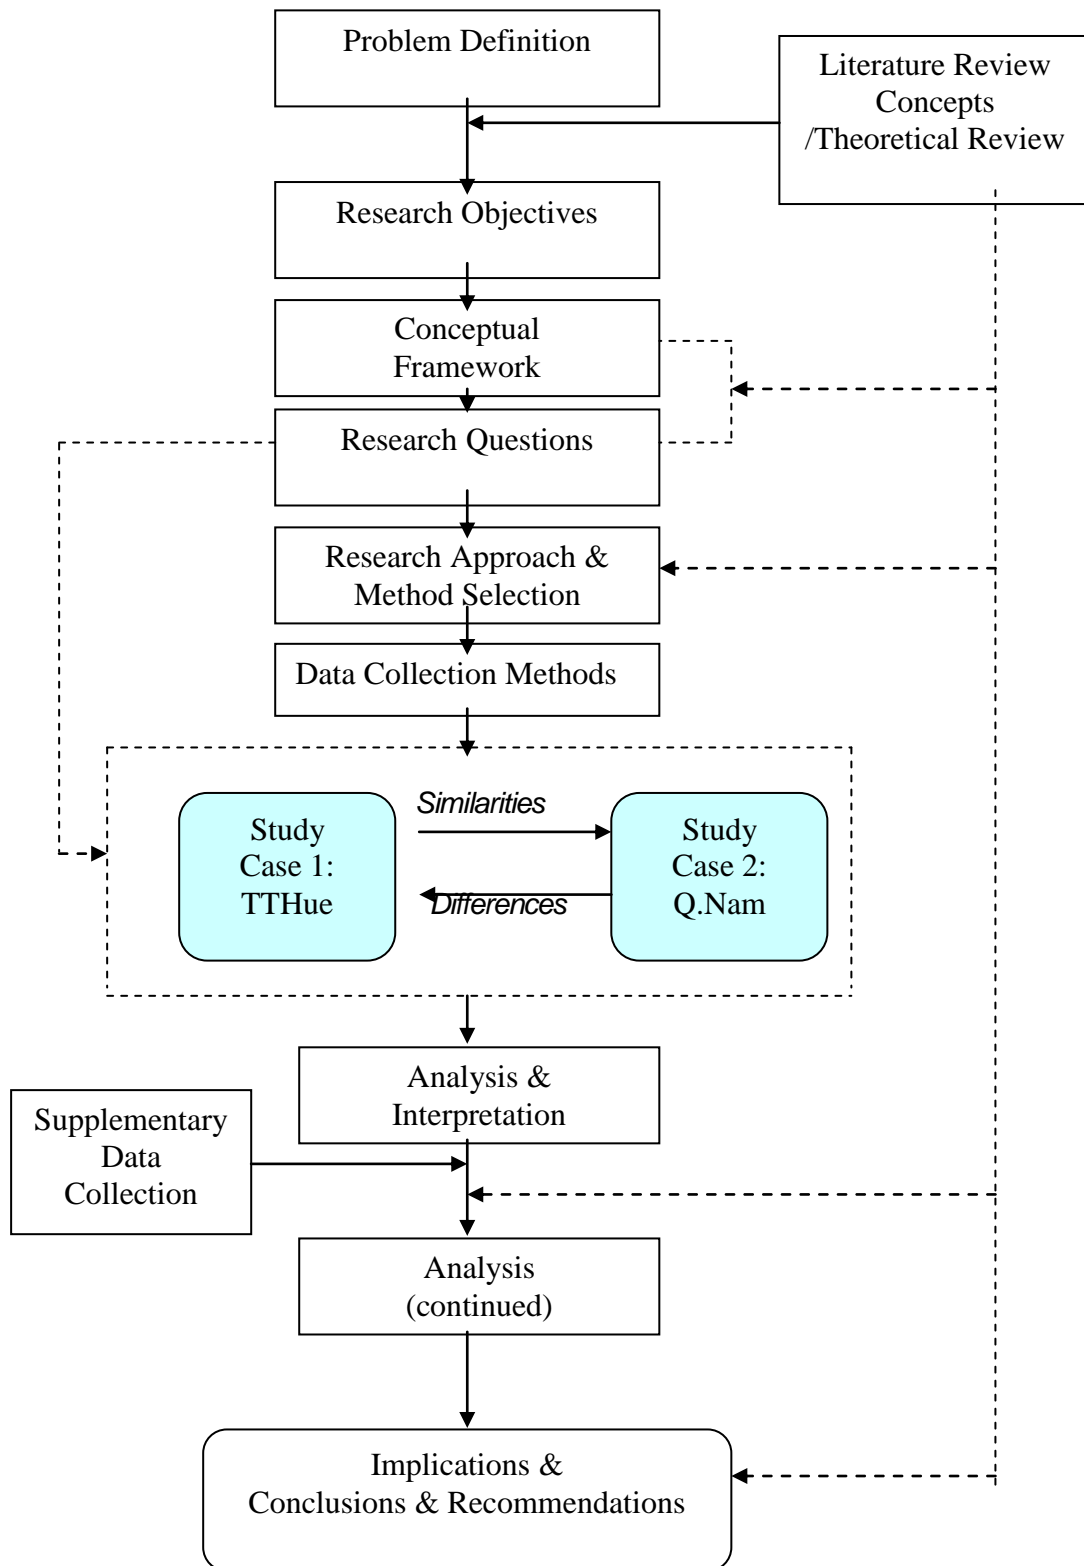 Problem Definition
Literature Review
Concepts
/Theoretical Review
Research Objectives
Conceptual
Framework
Research Questions
Research Approach &
Method Selection
Data Collection Methods
Study
Case 1:
TTHue
Similarities
Differences
Study
Case 2:
Q.Nam
Analysis &
Interpretation
Supplementary
Data
Collection
Analysis
(continued)
Implications &
Conclusions & Recommendations